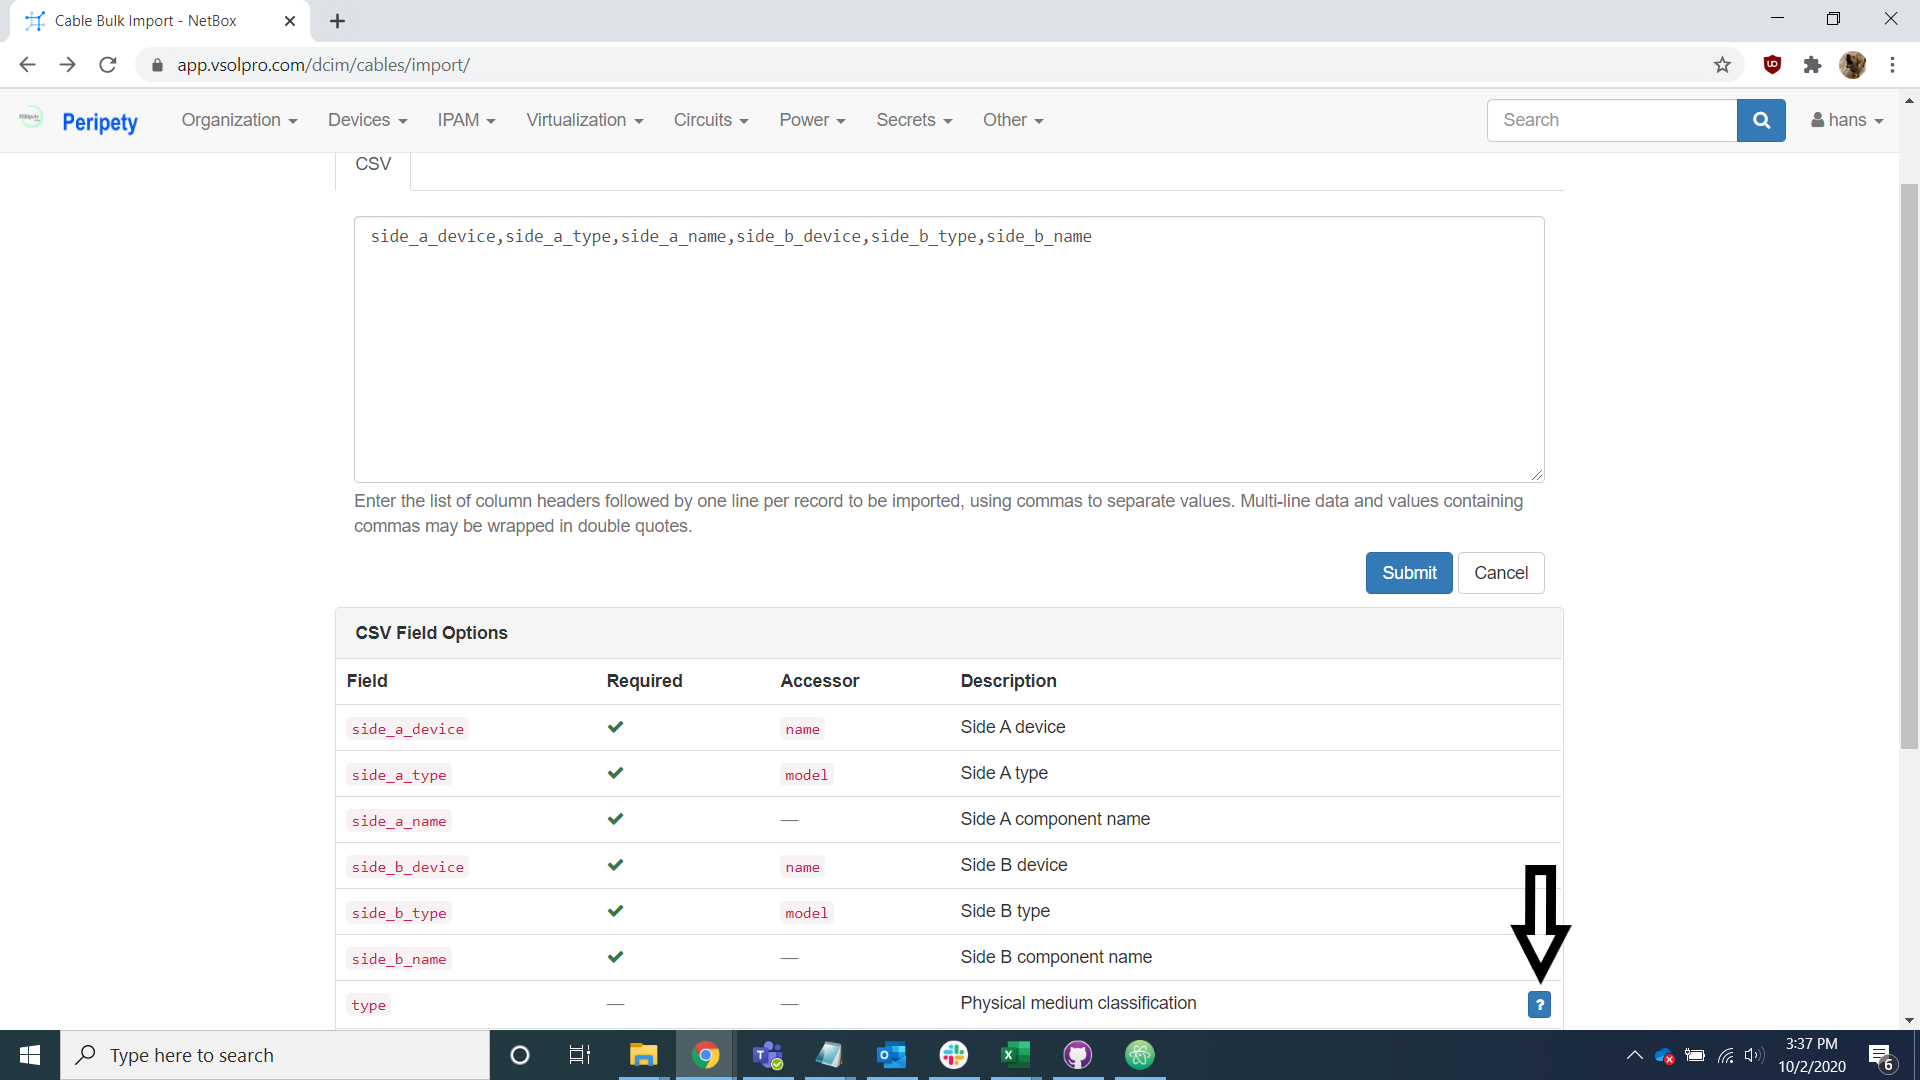 Cable Bulk Import - NetBox
app.vsolpro.com/dcim/cables/import/
Peripety
Organization
Devices
IPAM
Virtualization
Circuits
Power
Secrets
Other
Search
hans
CSV
side_a_device,side_a_type,side_a_name,side_b_device,side_b_type,side_b_name
Enter the list of column headers followed by one line per record to be imported, using commas to separate values. Multi-line data and values containing
commas may be wrapped in double quotes.
Submit
Cancel
CSV Field Options
Field Required Accessor Description
side_a_device name Side A device
side_a_type model Side A type
side_a_name — Side A component name
side_b_device name Side B device
side_b_type model Side B type
side_b_name — Side B component name
type — — Physical medium classification
?
Type here to search
3:37 PM
10/2/2020
6